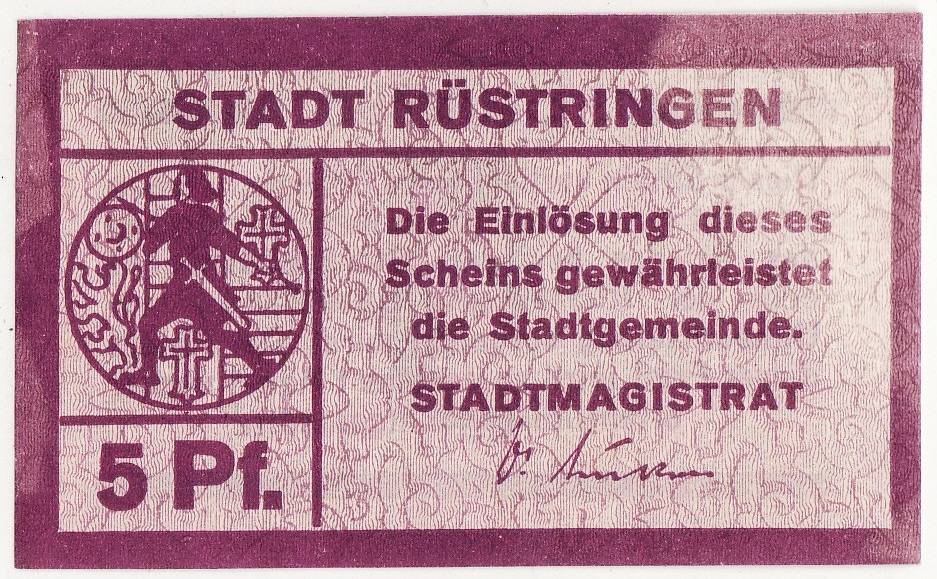 STADT RÜSTRINGEN
Die Einlösung dieses
Scheins gewährleistet
die Stadtgemeinde.
STADTMAGISTRAT
5 Pf.